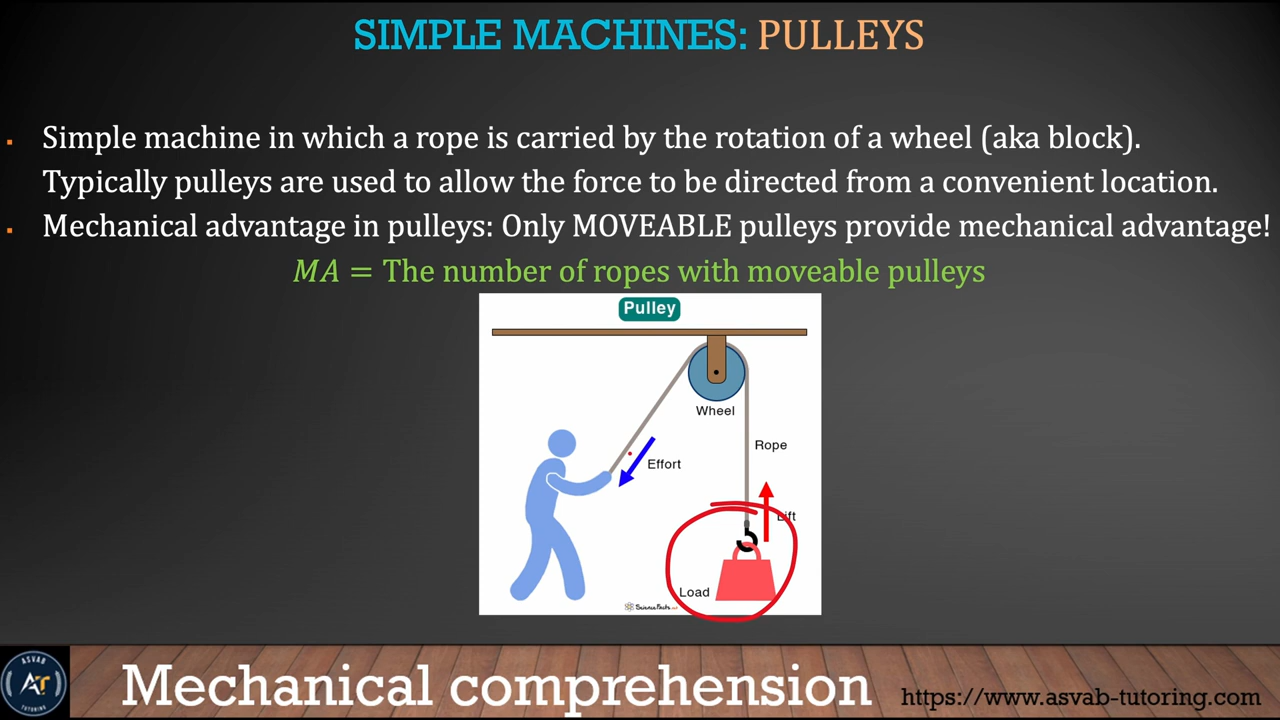 SIMPLE MACHINES: PULLEYS
▪ Simple machine in which a rope is carried by the rotation of a wheel (aka block).
Typically pulleys are used to allow the force to be directed from a convenient location.
▪ Mechanical advantage in pulleys: Only MOVEABLE pulleys provide mechanical advantage!
MA = The number of ropes with moveable pulleys
Pulley
Wheel
Rope
Effort
Lift
Load
ScienceFacts.net
ASVAB
AT
TUTORING
Mechanical comprehension
https://www.asvab-tutoring.com